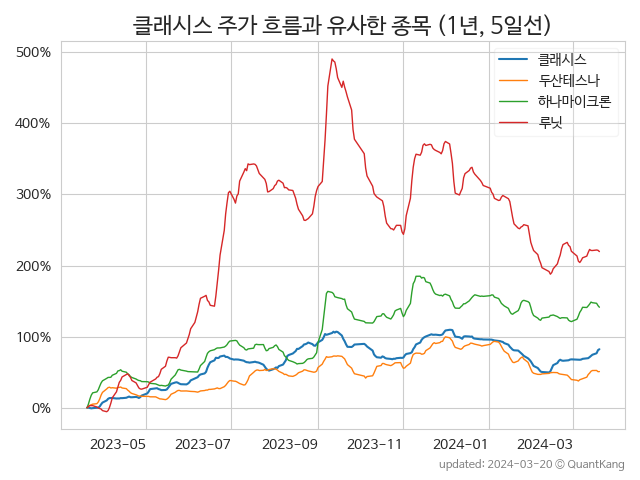 클래시스 주가 흐름과 유사한 종목 (1년, 5일선)
500%
400%
300%
200%
100%
0%
클래시스
두산테스나
하나마이크론
루닛
2023-05
2023-07
2023-09
2023-11
2024-01
2024-03
updated: 2024-03-20 © QuantKang